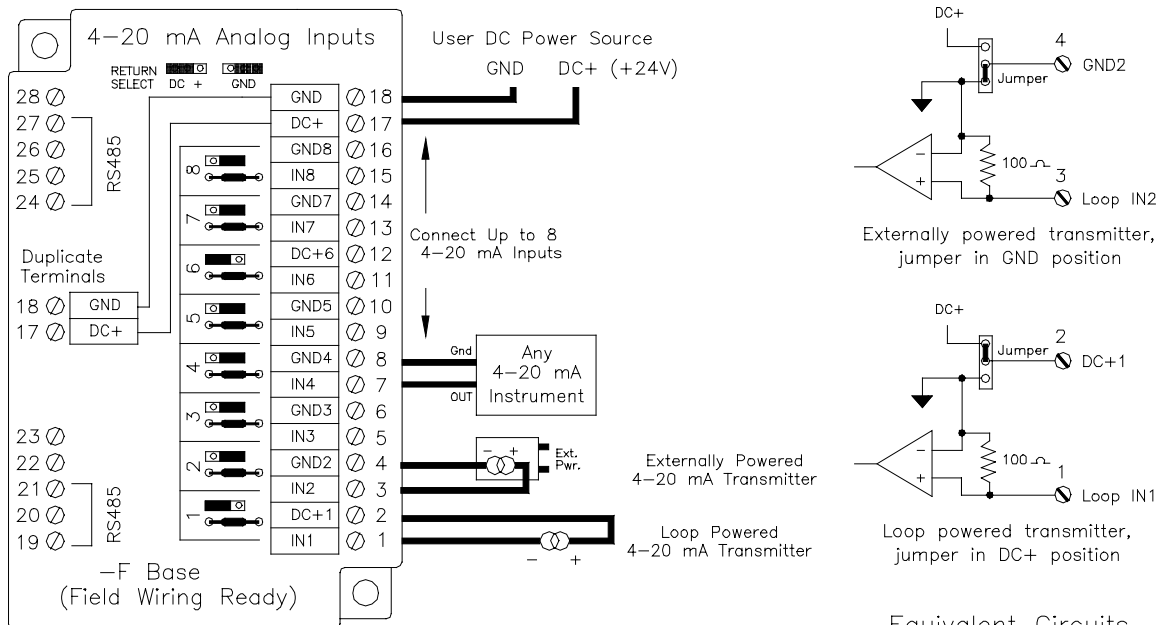 4-20 mA Analog Inputs
RETURN
SELECT
DC +
GND
28
27
26
25
24
RS485
Duplicate
Terminals
18 GND
17 DC+
23
22
21
20
19
RS485
-F Base
(Field Wiring Ready)
GND 18
DC+ 17
8
GND8 16
IN8 15
7
GND7 14
IN7 13
6
DC+6 12
IN6 11
5
GND5 10
IN5 9
4
GND4 8
IN4 7
3
GND3 6
IN3 5
2
GND2 4
IN2 3
1
DC+1 2
IN1 1
User DC Power Source
GND DC+ (+24V)
Connect Up to 8
4-20 mA Inputs
Gnd
OUT
Any
4-20 mA
Instrument
- +
Ext.
Pwr.
Externally Powered
4-20 mA Transmitter
Loop Powered
4-20 mA Transmitter
- +
DC+
4
GND2
Jumper
-
+
100 Ω
3
Loop IN2
Externally powered transmitter,
jumper in GND position
DC+
2
Jumper
DC+1
-
+
100 Ω
1
Loop IN1
Loop powered transmitter,
jumper in DC+ position
Equivalent Circuits